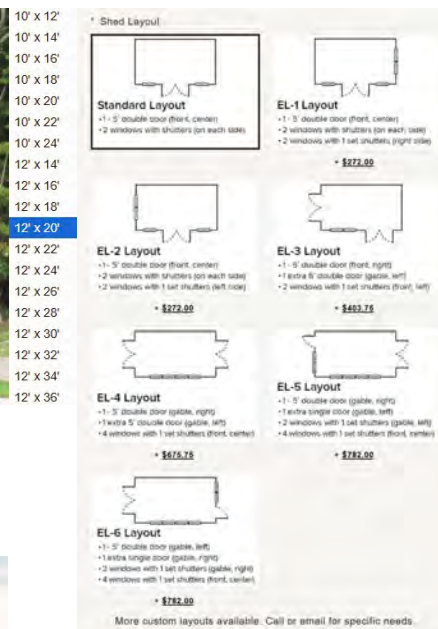 10' x 12'
10' x 14'
10' x 16'
10' x 18'
10' x 20'
10' x 22'
10' x 24'
12' x 14'
12' x 16'
12' x 18'
12' x 20'
12' x 22'
12' x 24'
12' x 26'
12' x 28'
12' x 30'
12' x 32'
12' x 34'
12' x 36'
* Shed Layout
Standard Layout
•1 - 5' double door (front, center)
•2 windows with shutters (on each side)
EL-1 Layout
•1 - 5' double door (front, center)
•2 windows with shutters (on each side)
•2 windows with 1 set shutters (right side)
+ $272.00
EL-2 Layout
•1 - 5' double door (front, center)
•2 windows with shutters (on each side)
•2 windows with 1 set shutters (left side)
+ $272.00
EL-3 Layout
•1 - 5' double door (front, right)
•1 extra 5' double door (gable, left)
•2 windows with 1 set shutters (front, left)
+ $403.75
EL-4 Layout
•1 - 5' double door (gable, right)
•1 extra 5' double door (gable, left)
•4 windows with 1 set shutters (front, center)
+ $675.75
EL-5 Layout
•1 - 5' double door (gable, right)
•1 extra single door (gable, left)
•2 windows with 1 set shutters (gable, left)
•4 windows with 1 set shutters (front, center)
+ $782.00
EL-6 Layout
•1 - 5' double door (gable, left)
•1 extra single door (gable, right)
•2 windows with 1 set shutters (gable, right)
•4 windows with 1 set shutters (front, center)
+ $782.00
More custom layouts available. Call or email for specific needs.